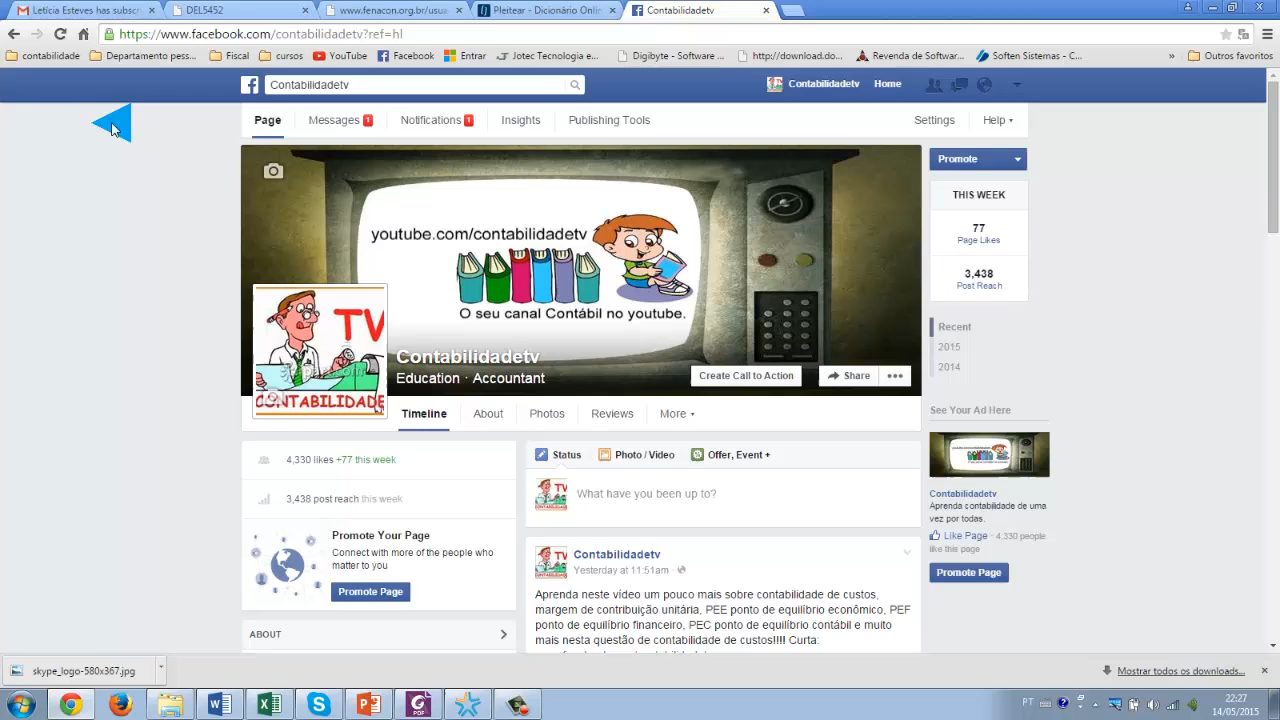 Letícia Esteves has subscr
DEL5452
www.fenacon.org.br/usua
Pleitear - Dicionário Onlin
Contabilidadetv
https://www.facebook.com/contabilidadetv?ref=hl
contabilidade
Departamento pess...
Fiscal
cursos
YouTube
Facebook
Entrar
Jotec Tecnologia e...
Digibyte - Software ...
http://download.do...
Revenda de Softwar...
Soften Sistemas - C...
»
Outros favoritos
Contabilidadetv
Contabilidadetv
Home
Page
Messages 1
Notifications 1
Insights
Publishing Tools
Settings
Help
youtube.com/contabilidadetv
O seu canal Contábil no youtube.
TV
CONTABILIDADE
Contabilidadetv
Education · Accountant
Create Call to Action
Share
Timeline
About
Photos
Reviews
More
Promote
THIS WEEK
77
Page Likes
3,438
Post Reach
Recent
2015
2014
See Your Ad Here
Contabilidadetv
Aprenda contabilidade de uma
vez por todas.
Like Page · 4,330 people
like this page
Promote Page
4,330 likes +77 this week
3,438 post reach this week
Promote Your Page
Connect with more of the people who
matter to you
Promote Page
ABOUT
Status
Photo / Video
Offer, Event +
What have you been up to?
Contabilidadetv
Yesterday at 11:51am ·
Aprenda neste vídeo um pouco mais sobre contabilidade de custos,
margem de contribuição unitária, PEE ponto de equilíbrio econômico, PEF
ponto de equilíbrio financeiro, PEC ponto de equilíbrio contábil e muito
mais nesta questão de contabilidade de custos!!!! Curta:
skype_logo-580x367.jpg
Mostrar todos os downloads...
PT
22:27
14/05/2015